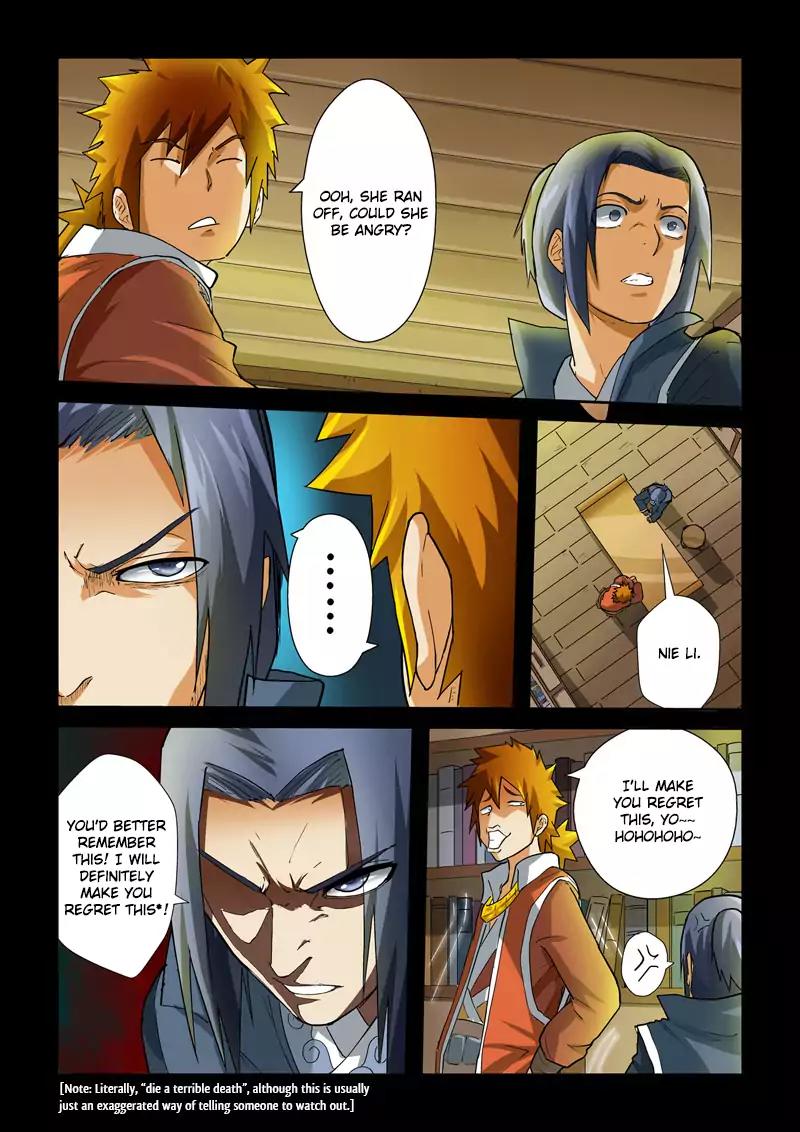 OOH, SHE RAN
OFF, COULD SHE
BE ANGRY?
......
NIE LI.
YOU'D BETTER
REMEMBER
THIS! I WILL
DEFINITELY
MAKE YOU
REGRET THIS*!
I'LL MAKE
YOU REGRET
THIS, YO~~
HOHOHOHO~
[Note: Literally, "die a terrible death", although this is usually
just an exaggerated way of telling someone to watch out.]